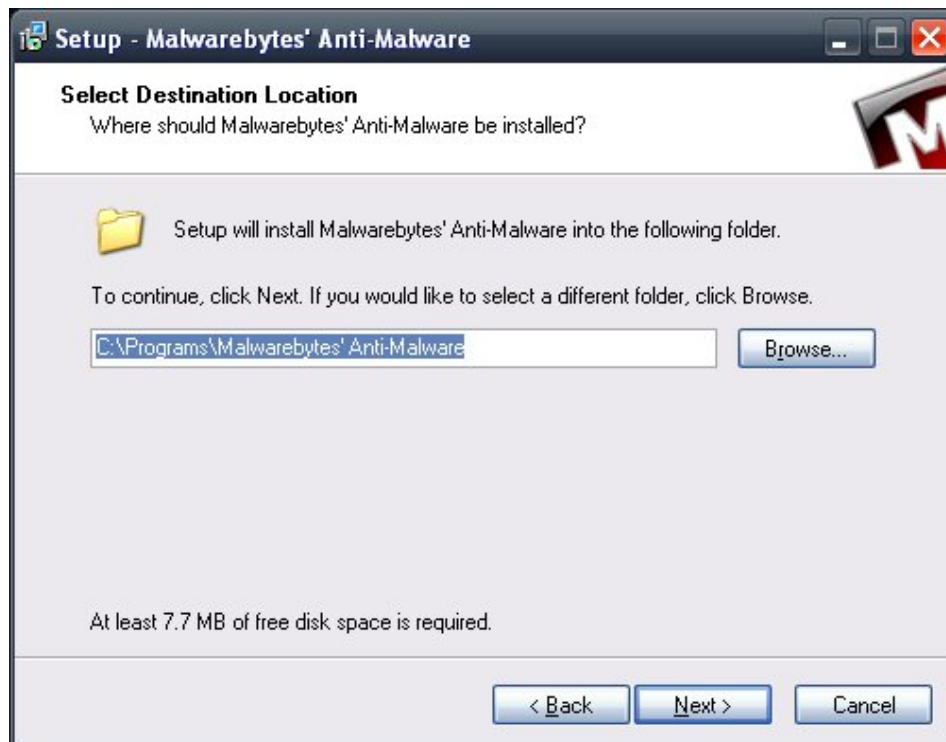 Setup - Malwarebytes' Anti-Malware
Select Destination Location
Where should Malwarebytes' Anti-Malware be installed?
Setup will install Malwarebytes' Anti-Malware into the following folder.
To continue, click Next. If you would like to select a different folder, click Browse.
C:\Programs\Malwarebytes' Anti-Malware
Browse...
At least 7.7 MB of free disk space is required.
< Back
Next >
Cancel